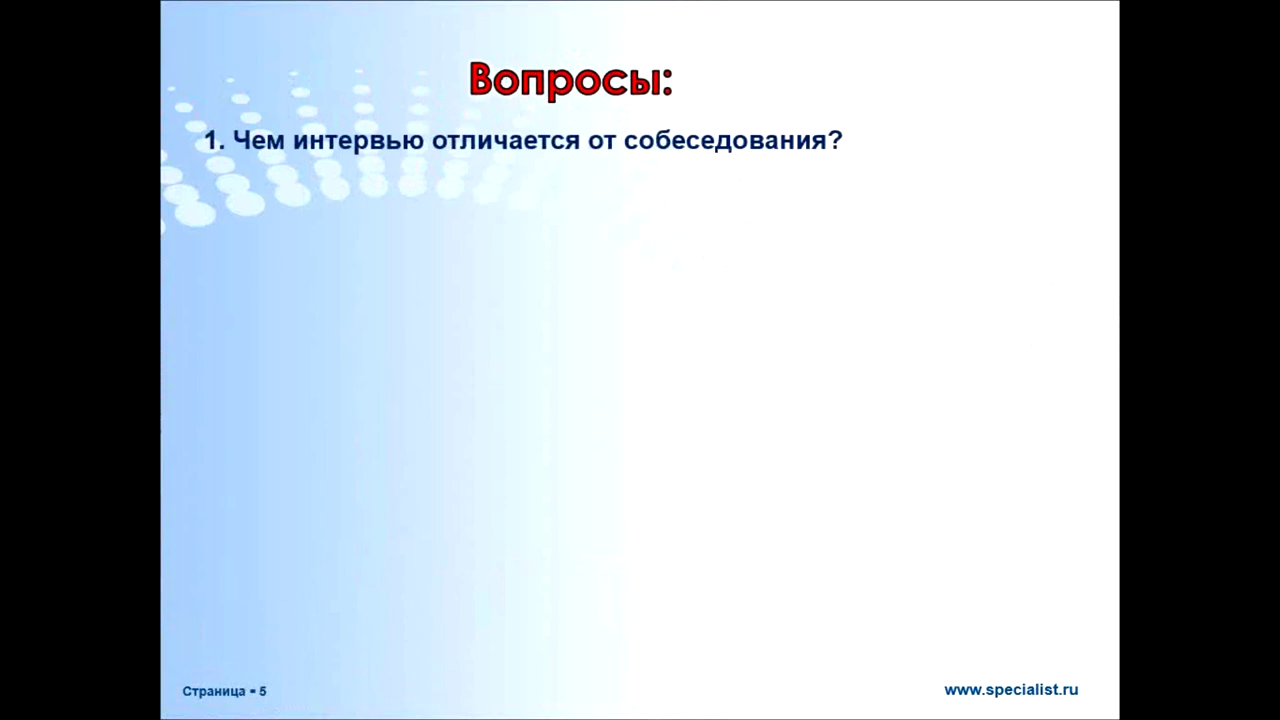 Вопросы:
1. Чем интервью отличается от собеседования?
Страница ▪ 5
www.specialist.ru